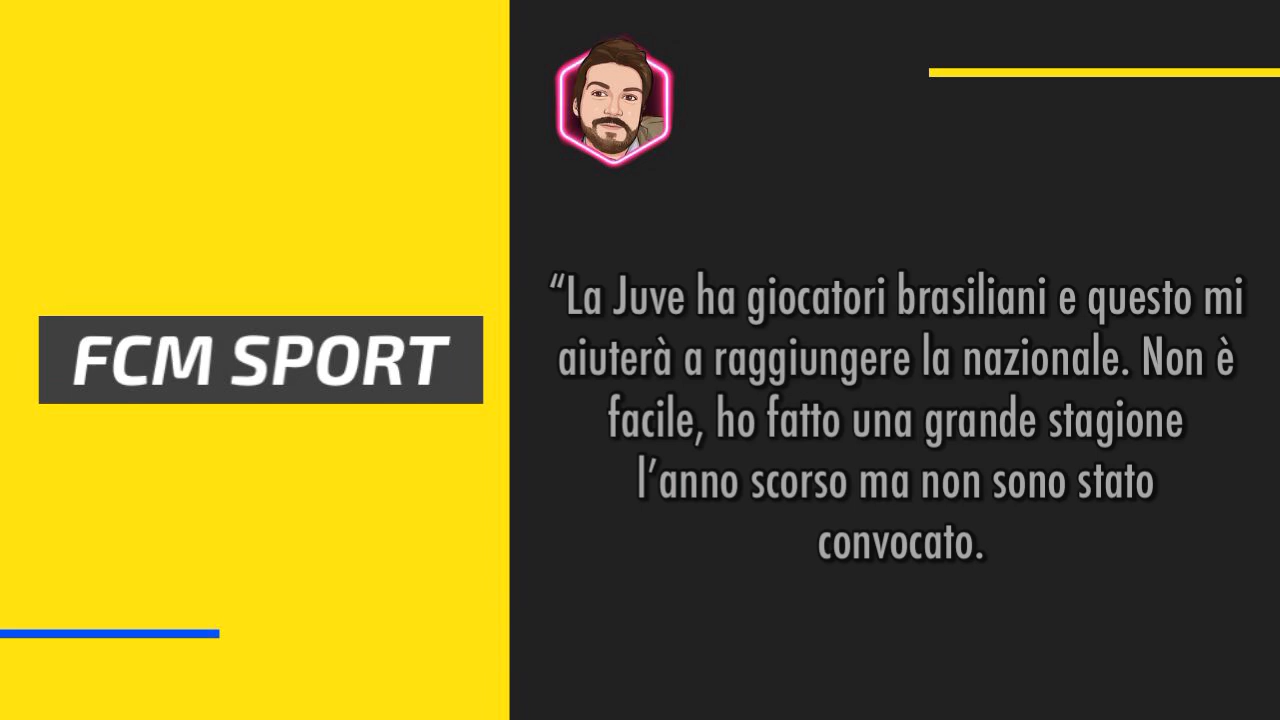 FCM SPORT
“La Juve ha giocatori brasiliani e questo mi
aiuterà a raggiungere la nazionale. Non è
facile, ho fatto una grande stagione
l’anno scorso ma non sono stato
convocato.